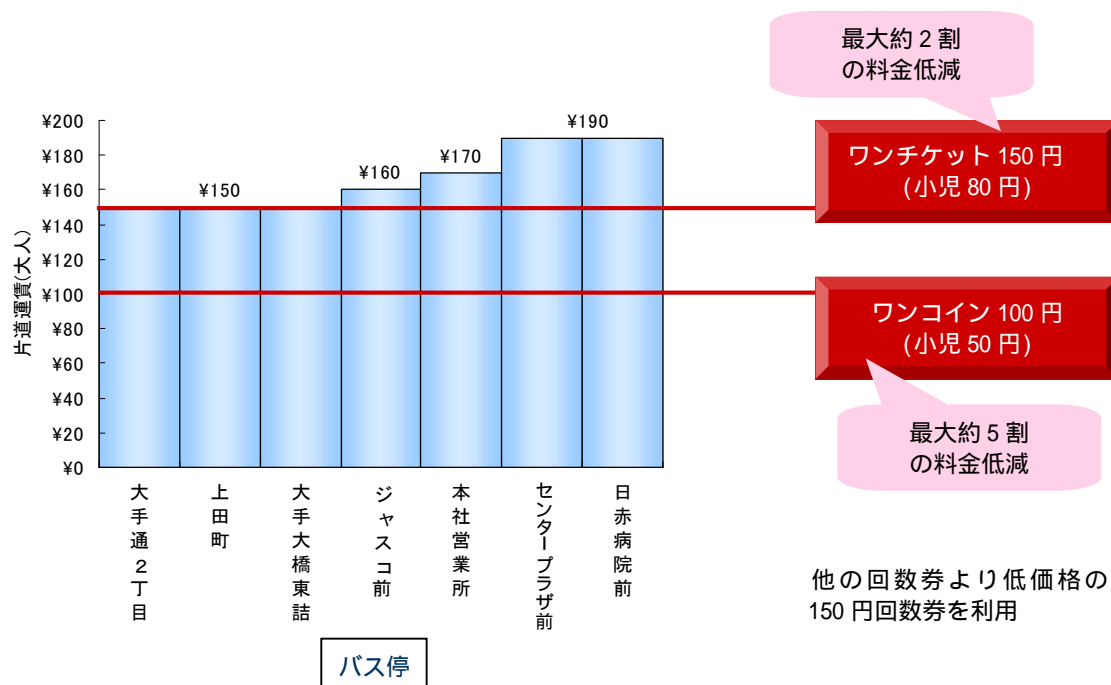 最大約2割
の料金低減
¥200
¥180
¥160
¥140
¥120
¥100
¥80
¥60
¥40
¥20
¥0
片道運賃(大人)
¥150
¥160
¥170
¥190
ワンチケット 150 円
(小児 80 円)
ワンコイン 100 円
(小児 50 円)
最大約5割
の料金低減
大手通2丁目
上田町
大手大橋東詰
ジャスコ前
本社営業所
センタープラザ前
日赤病院前
他の回数券より低価格の
150 円回数券を利用
バス停